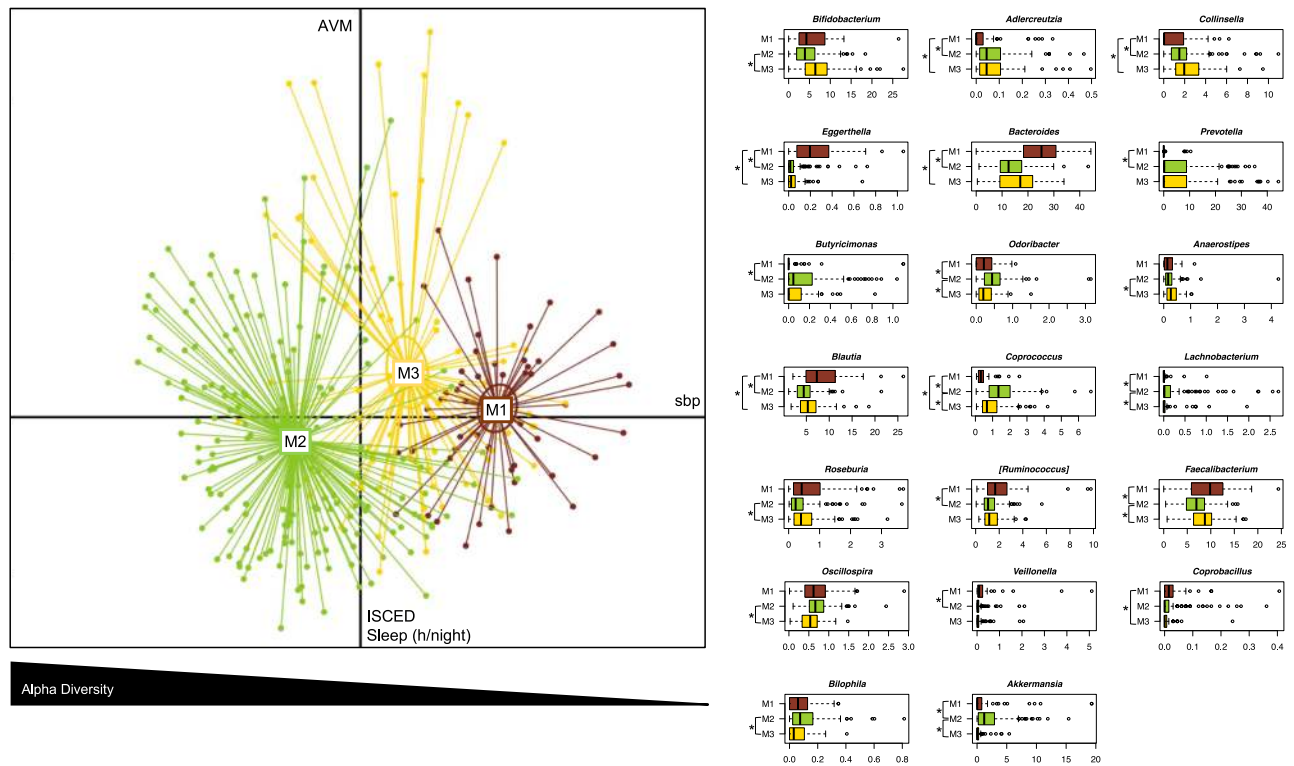 AVM
M3
M1
sbp
M2
ISCED
Sleep (h/night)
Alpha Diversity
Bifidobacterium
M1
* M2
M3
0 5 10 15 20 25
Adlercreutzia
* M1
* M2
M3
0.0 0.1 0.2 0.3 0.4 0.5
Collinsella
* M1
* M2
M3
0 2 4 6 8 10
Eggerthella
* M1
* M2
M3
0.0 0.2 0.4 0.6 0.8 1.0
Bacteroides
* M1
* M2
M3
0 10 20 30 40
Prevotella
M1
* M2
M3
0 10 20 30 40
Butyricimonas
M1
* M2
M3
0.0 0.2 0.4 0.6 0.8 1.0
Odoribacter
M1
* M2
* M3
0.0 1.0 2.0 3.0
Anaerostipes
M1
M2
* M3
0 1 2 3 4
Blautia
* M1
* M2
M3
5 10 15 20 25
Coprococcus
* M1
* M2
* M3
0 1 2 3 4 5 6
Lachnobacterium
M1
* M2
* M3
0.0 0.5 1.0 1.5 2.0 2.5
Roseburia
M1
* M2
* M3
0 1 2 3
[Ruminococcus]
M1
* M2
M3
0 2 4 6 8 10
Faecalibacterium
M1
* M2
* M3
0 5 10 15 20 25
Oscillospira
M1
M2
* M3
0.0 0.5 1.0 1.5 2.0 2.5 3.0
Veillonella
M1
* M2
M3
0 1 2 3 4 5
Coprobacillus
M1
* M2
M3
0.0 0.1 0.2 0.3 0.4
Bilophila
M1
M2
* M3
0.0 0.2 0.4 0.6 0.8
Akkermansia
M1
* M2
* M3
0 5 10 15 20